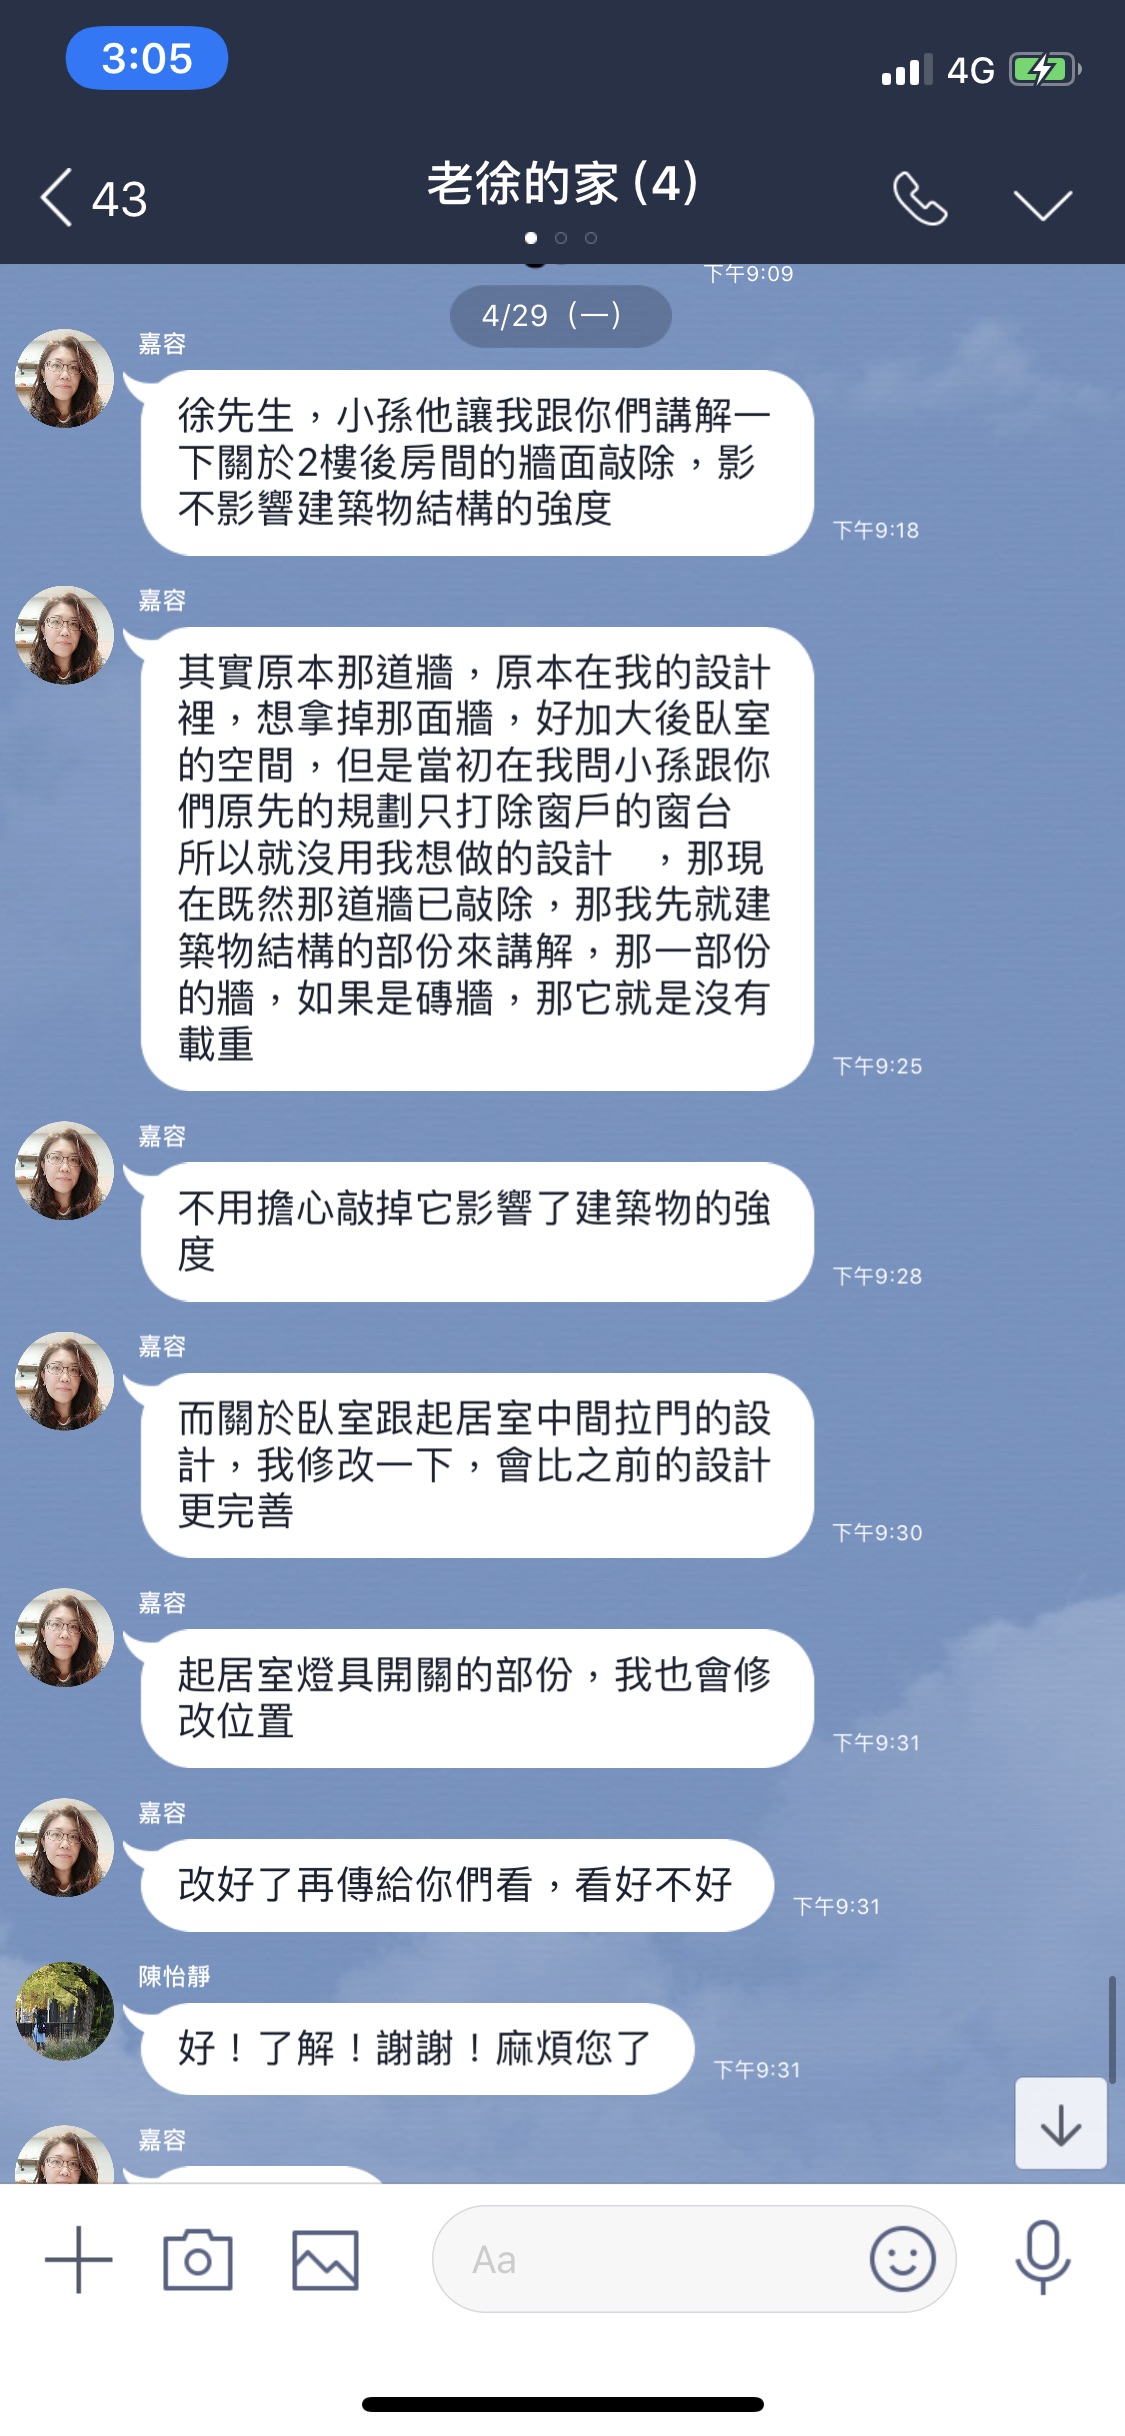 3:05
4G
43
老徐的家 (4)
下午9:09
4/29（一）
嘉容
徐先生，小孫他讓我跟你們講解一
下關於2樓後房間的牆面敲除，影
不影響建築物結構的強度
下午9:18
嘉容
其實原本那道牆，原本在我的設計
裡，想拿掉那面牆，好加大後臥室
的空間，但是當初在我問小孫跟你
們原先的規劃只打除窗戶的窗台
所以就沒用我想做的設計　，那現
在既然那道牆已敲除，那我先就建
築物結構的部份來講解，那一部份
的牆，如果是磚牆，那它就是沒有
載重
下午9:25
嘉容
不用擔心敲掉它影響了建築物的強
度
下午9:28
嘉容
而關於臥室跟起居室中間拉門的設
計，我修改一下，會比之前的設計
更完善
下午9:30
嘉容
起居室燈具開關的部份，我也會修
改位置
下午9:31
嘉容
改好了再傳給你們看，看好不好
下午9:31
陳怡靜
好！了解！謝謝！麻煩您了
下午9:31
嘉容
Aa